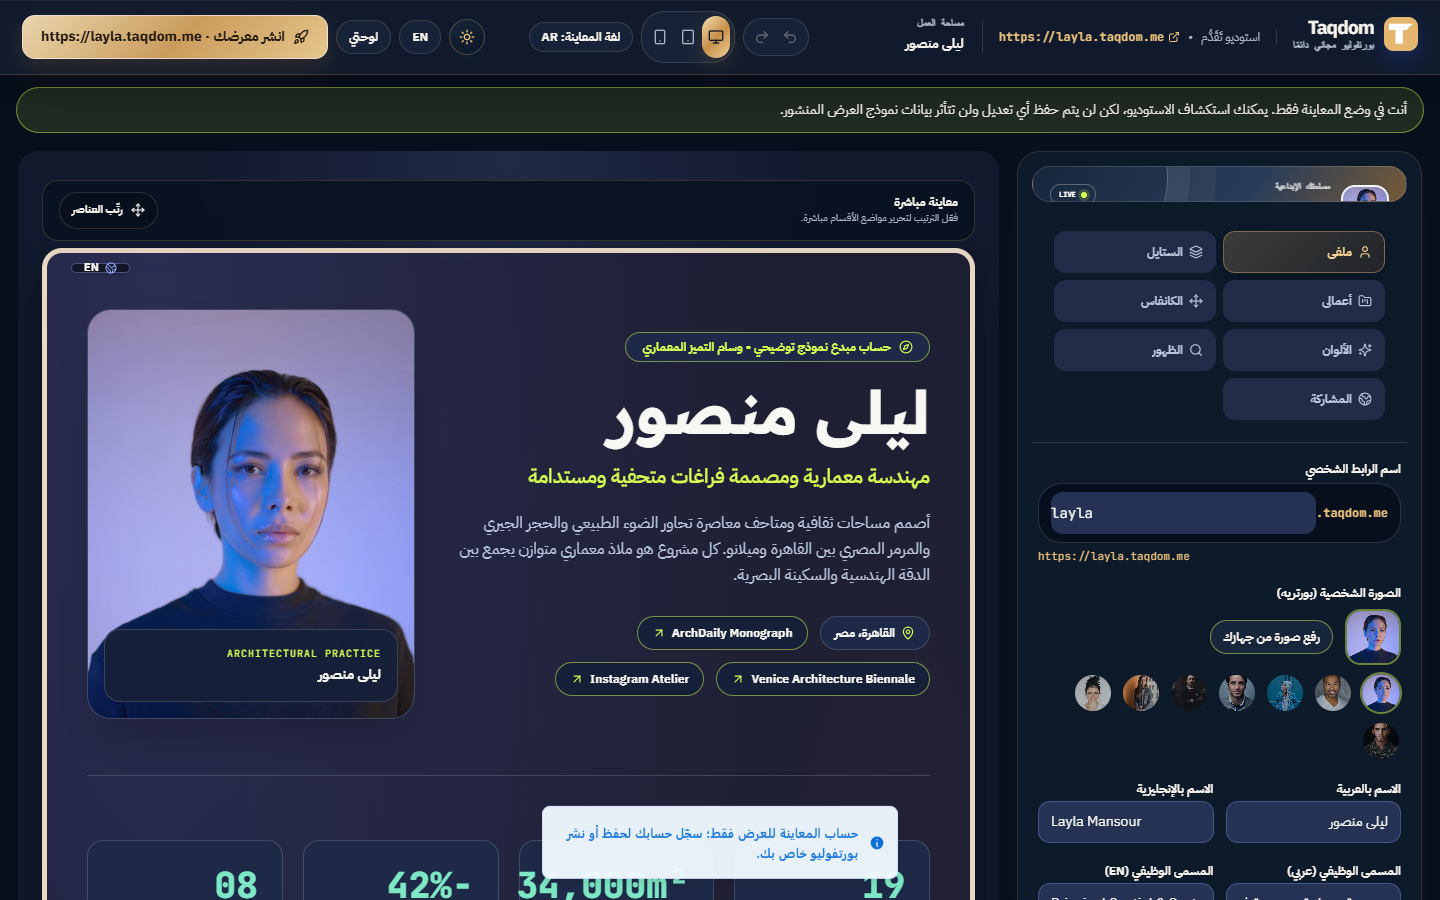 Taqdom
بورتفوليو مجاني دائمًا
استوديو تَقَدُّم • https://layla.taqdom.me
مساحة العمل
ليلى منصور
لغة المعاينة: AR
EN
لوحتي
انشر معرضك · https://layla.taqdom.me
أنت في وضع المعاينة فقط. يمكنك استكشاف الاستوديو، لكن لن يتم حفظ أي تعديل ولن تتأثر بيانات نموذج العرض المنشور.
مساحتك الإبداعية
LIVE
ملفي
الستايل
أعمالي
الكانفاس
الألوان
الظهور
المشاركة
اسم الرابط الشخصي
layla
.taqdom.me
https://layla.taqdom.me
الصورة الشخصية (بورتريه)
رفع صورة من جهازك
الاسم بالعربية
الاسم بالإنجليزية
ليلى منصور
Layla Mansour
المسمى الوظيفي (عربي)
المسمى الوظيفي (EN)
معاينة مباشرة
فعّل الترتيب لتحرير مواضع الأقسام مباشرة.
رتّب العناصر
EN
حساب مبدع نموذج توضيحي - وسام التميز المعماري
ليلى منصور
مهندسة معمارية ومصممة فراغات متحفية ومستدامة
أصمم مساحات ثقافية ومتاحف معاصرة تحاور الضوء الطبيعي والحجر الجيري
والمرمر المصري بين القاهرة وميلانو. كل مشروع هو ملاذ معماري متوازن يجمع بين
الدقة الهندسية والسكينة البصرية.
القاهرة، مصر
ArchDaily Monograph
Venice Architecture Biennale
Instagram Atelier
ARCHITECTURAL PRACTICE
ليلى منصور
حساب المعاينة للعرض فقط؛ سجّل حسابك لحفظ أو نشر
بورتفوليو خاص بك.
19
34,000m²
42%-
08